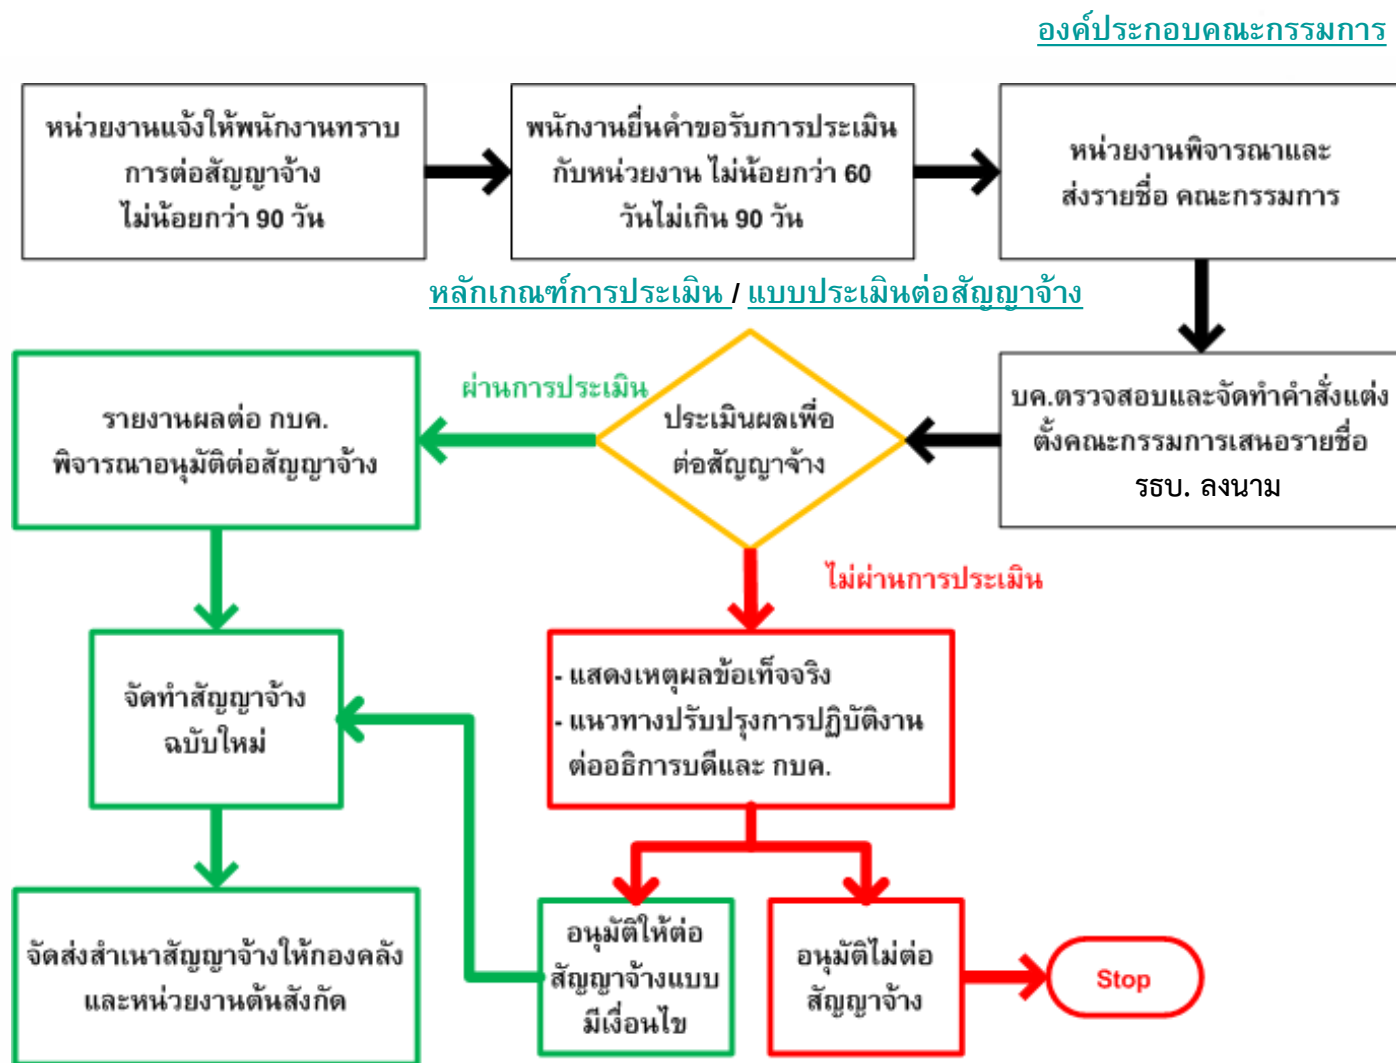 องค์ประกอบคณะกรรมการ
หน่วยงานแจ้งให้พนักงานทราบ
การต่อสัญญาจ้าง
ไม่น้อยกว่า 90 วัน
พนักงานยื่นคำขอรับการประเมิน
กับหน่วยงาน ไม่น้อยกว่า 60
วันไม่เกิน 90 วัน
หน่วยงานพิจารณาและ
ส่งรายชื่อ คณะกรรมการ
หลักเกณฑ์การประเมิน / แบบประเมินต่อสัญญาจ้าง
บค.ตรวจสอบและจัดทำคำสั่งแต่ง
ตั้งคณะกรรมการเสนอรายชื่อ
รธบ. ลงนาม
ประเมินผลเพื่อ
ต่อสัญญาจ้าง
ผ่านการประเมิน
รายงานผลต่อ กบค.
พิจารณาอนุมัติต่อสัญญาจ้าง
ไม่ผ่านการประเมิน
- แสดงเหตุผลข้อเท็จจริง
- แนวทางปรับปรุงการปฏิบัติงาน
ต่ออธิการบดีและ กบค.
จัดทำสัญญาจ้าง
ฉบับใหม่
จัดส่งสำเนาสัญญาจ้างให้กองคลัง
และหน่วยงานต้นสังกัด
อนุมัติให้ต่อ
สัญญาจ้างแบบ
มีเงื่อนไข
อนุมัติไม่ต่อ
สัญญาจ้าง
Stop